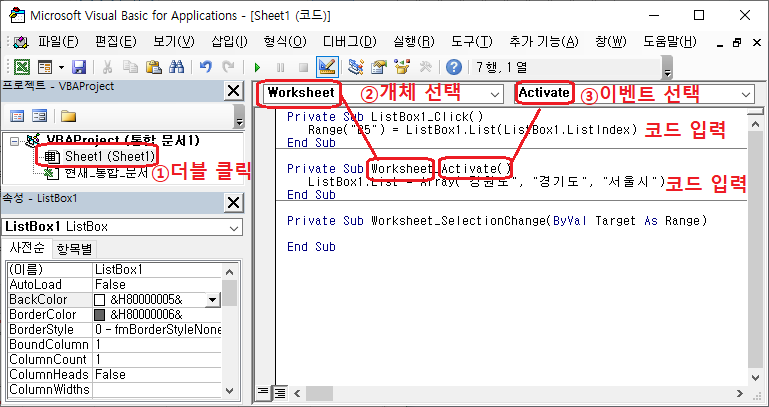 Microsoft Visual Basic for Applications - [Sheet1 (코드)]
파일(F) 편집(E) 보기(V) 삽입(I) 형식(O) 디버그(D) 실행(R) 도구(T) 추가 기능(A) 창(W) 도움말(H)
7 행, 1 열
프로젝트 - VBAProject
VBAProject (통합 문서1)
Sheet1 (Sheet1)
①더블 클릭
현재_통합_문서
속성 - ListBox1
ListBox1 ListBox
사전순 항목별
(이름) ListBox1
AutoLoad False
BackColor &H80000005&
BorderColor &H80000006&
BorderStyle 0 - fmBorderStyleNone
BoundColumn 1
ColumnCount 1
ColumnHeads False
ColumnWidths
Worksheet ②개체 선택 Activate ③이벤트 선택
Private Sub ListBox1_Click()
Range("B5") = ListBox1.List(ListBox1.ListIndex) 코드 입력
End Sub
Private Sub Worksheet_Activate()
ListBox1.List = Array("강원도", "경기도", "서울시") 코드 입력
Private Sub Worksheet_SelectionChange(ByVal Target As Range)
End Sub